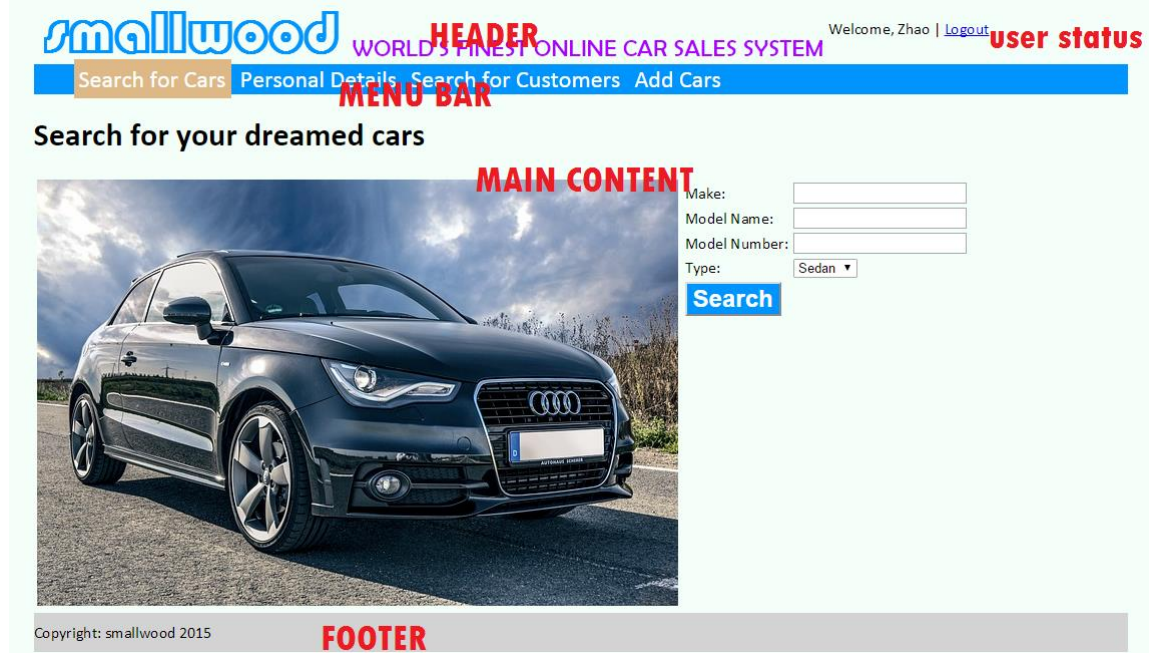 smallwood WORLD'S FINEST ONLINE CAR SALES SYSTEM
HEADER
Welcome, Zhao | Logout
user status
Search for Cars Personal Details Search for Customers Add Cars
MENU BAR
Search for your dreamed cars
MAIN CONTENT
Make:
Model Name:
Model Number:
Type: Sedan
Search
D
AUTOHAUS
Copyright: smallwood 2015
FOOTER